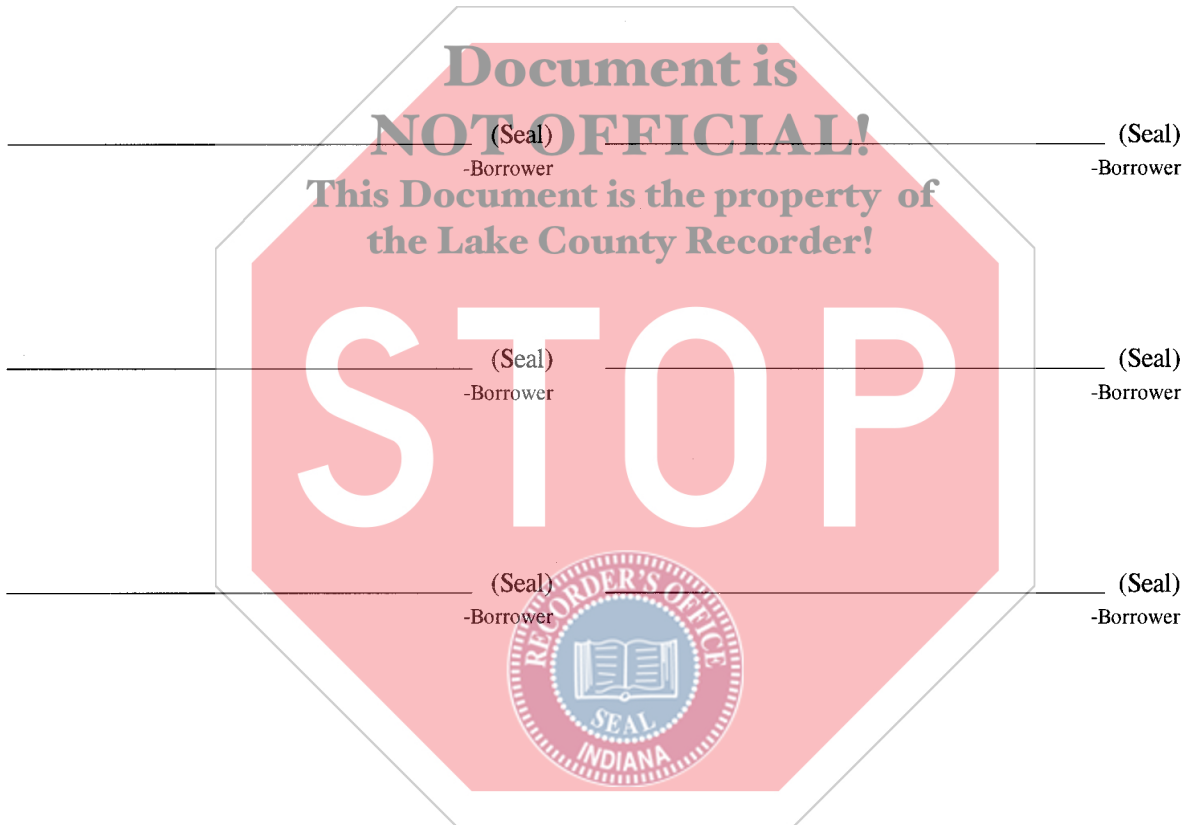 Document is
NOT OFFICIAL!
(Seal) (Seal)
-Borrower -Borrower
This Document is the property of
the Lake County Recorder!
STOP
(Seal) (Seal)
-Borrower -Borrower
(Seal) (Seal)
-Borrower -Borrower
RECORDER'S OFFICE
SEAL
INDIANA